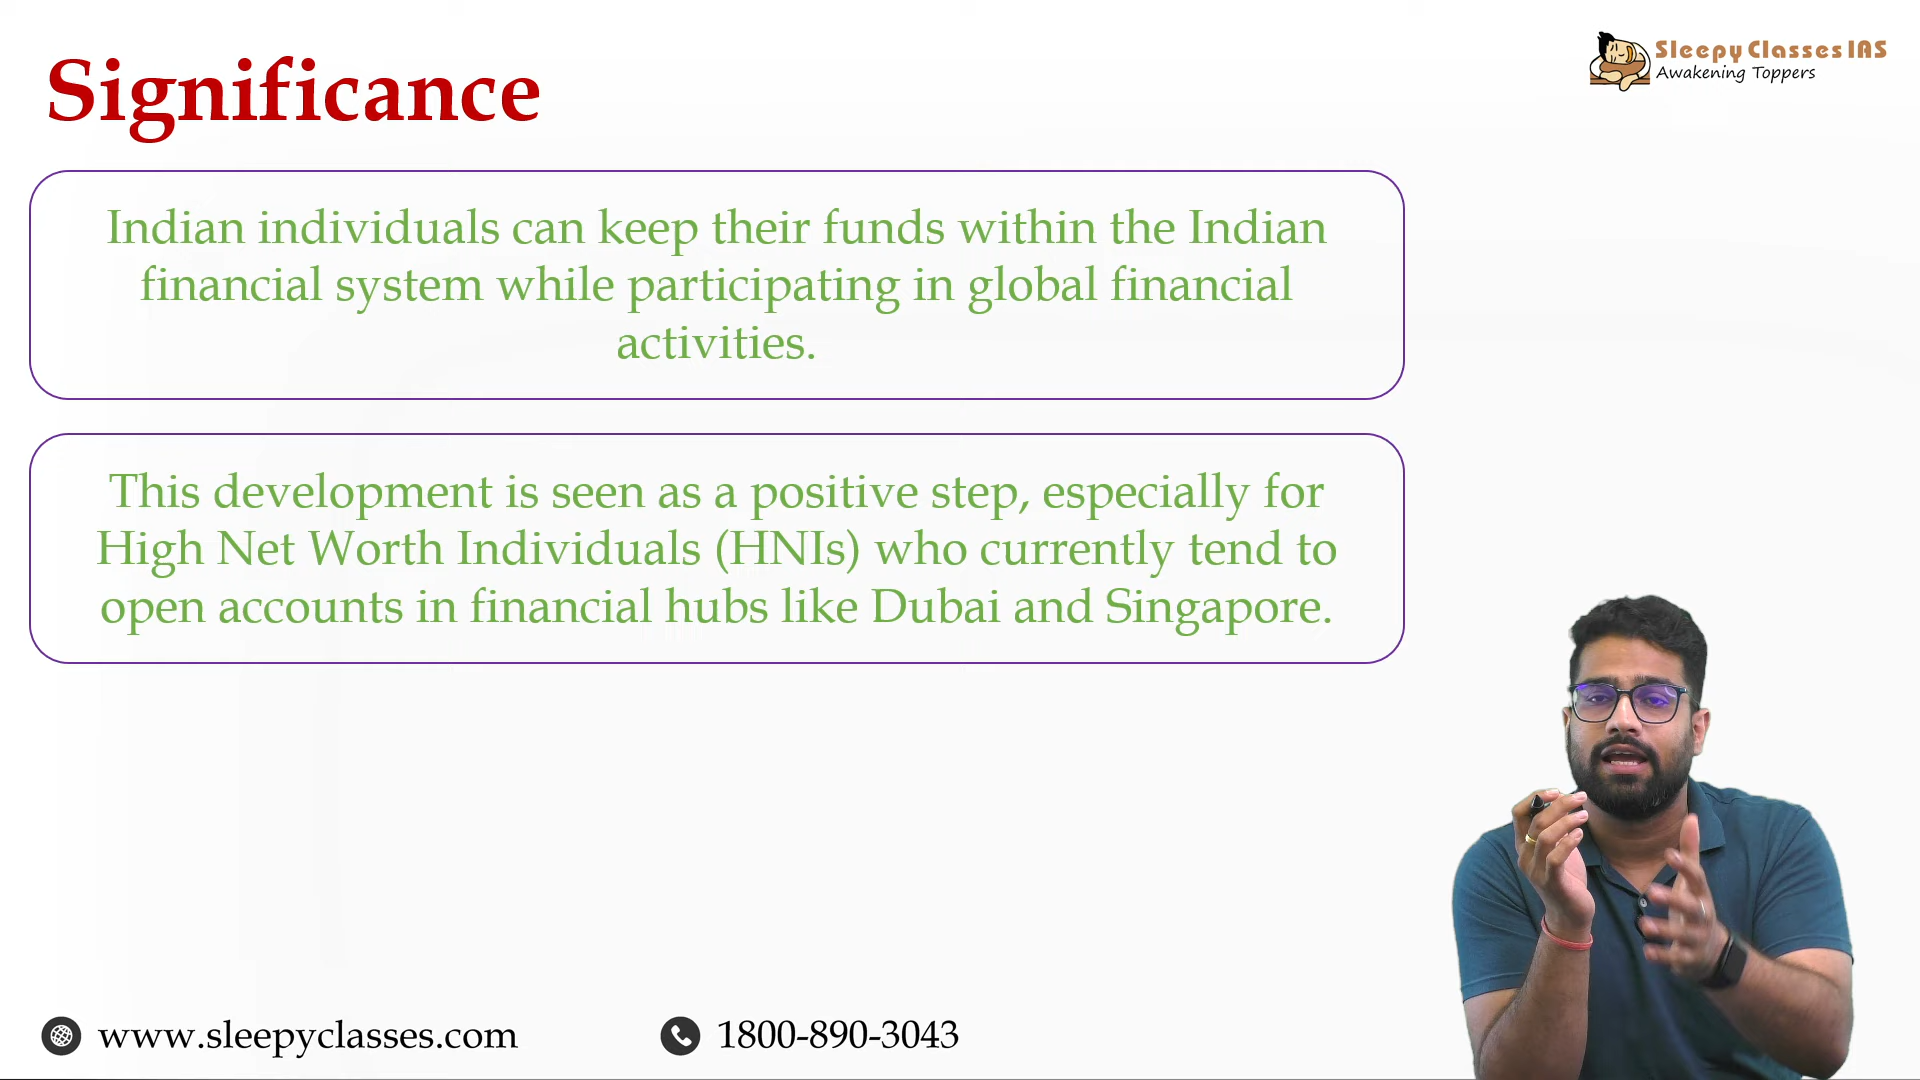 Significance
Sleepy Classes IAS
Awakening Toppers
Indian individuals can keep their funds within the Indian
financial system while participating in global financial
activities.
This development is seen as a positive step, especially for
High Net Worth Individuals (HNIs) who currently tend to
open accounts in financial hubs like Dubai and Singapore.
www.sleepyclasses.com
1800-890-3043